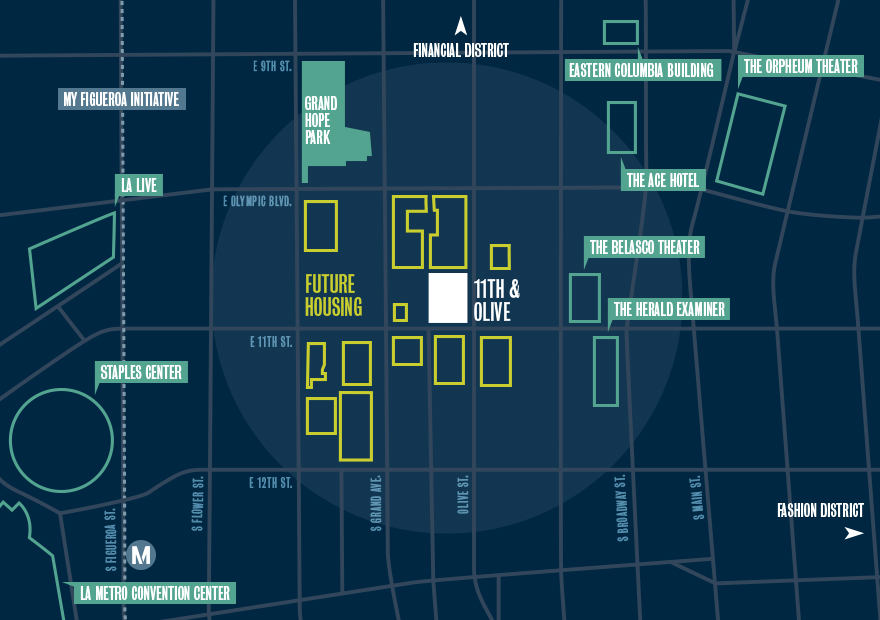 FINANCIAL DISTRICT
E 9TH ST.
EASTERN COLUMBIA BUILDING
THE ORPHEUM THEATER
MY FIGUEROA INITIATIVE
GRAND
HOPE
PARK
LA LIVE
THE ACE HOTEL
E OLYMPIC BLVD.
THE BELASCO THEATER
FUTURE
HOUSING
11TH &
OLIVE
THE HERALD EXAMINER
E 11TH ST.
STAPLES CENTER
E 12TH ST.
S FIGUEROA ST.
S FLOWER ST.
S GRAND AVE.
OLIVE ST.
S BROADWAY ST.
S MAIN ST.
FASHION DISTRICT
M
LA METRO CONVENTION CENTER